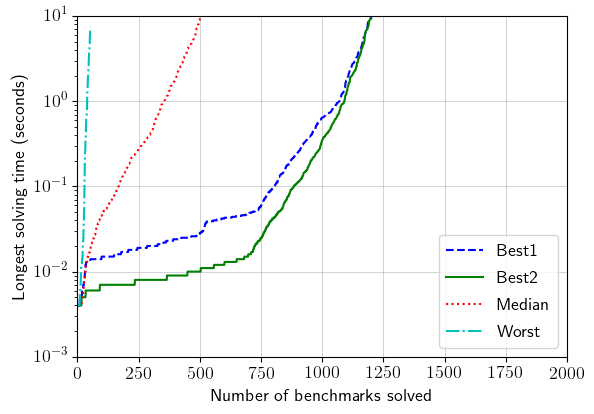 10^1
10^0
10^-1
10^-2
10^-3
Longest solving time (seconds)
Best1
Best2
Median
Worst
0 250 500 750 1000 1250 1500 1750 2000
Number of benchmarks solved